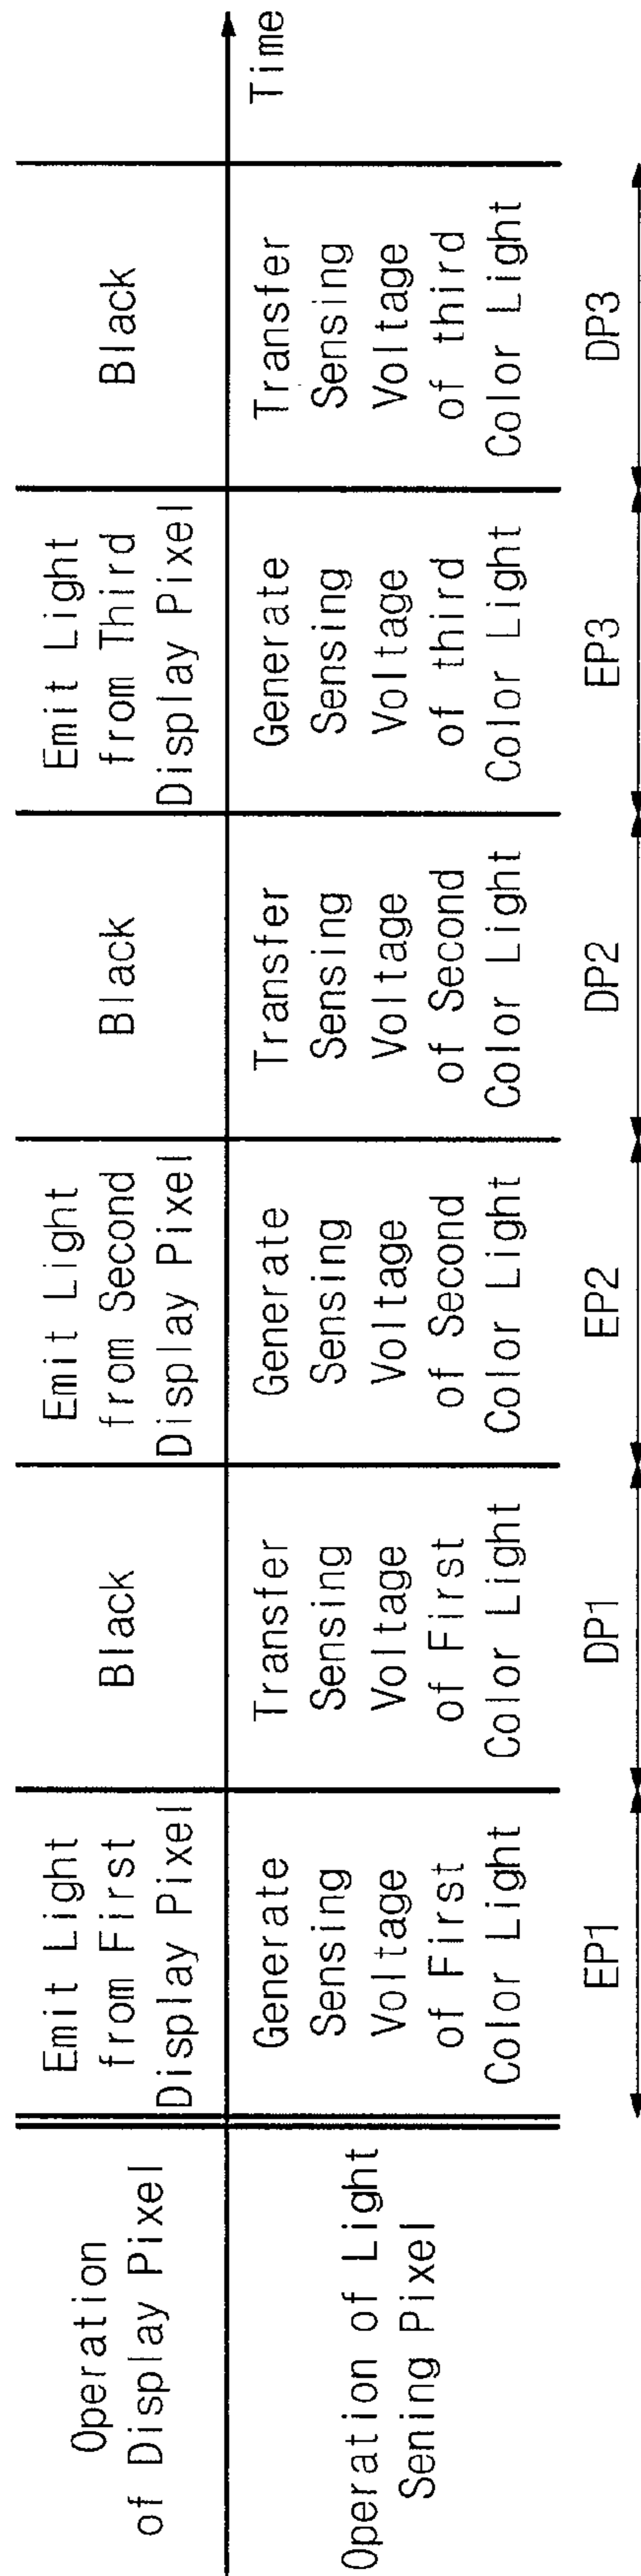 Operation
of Display Pixel
Emit Light
from First
Display Pixel
Black
Emit Light
from Second
Display Pixel
Black
Emit Light
from Third
Display Pixel
Black
Time
Operation of Light
Sening Pixel
Generate
Sensing
Voltage
of First
Color Light
Transfer
Sensing
Voltage
of First
Color Light
Generate
Sensing
Voltage
of Second
Color Light
Transfer
Sensing
Voltage
of Second
Color Light
Generate
Sensing
Voltage
of third
Color Light
Transfer
Sensing
Voltage
of third
Color Light
EP1
DP1
EP2
DP2
EP3
DP3